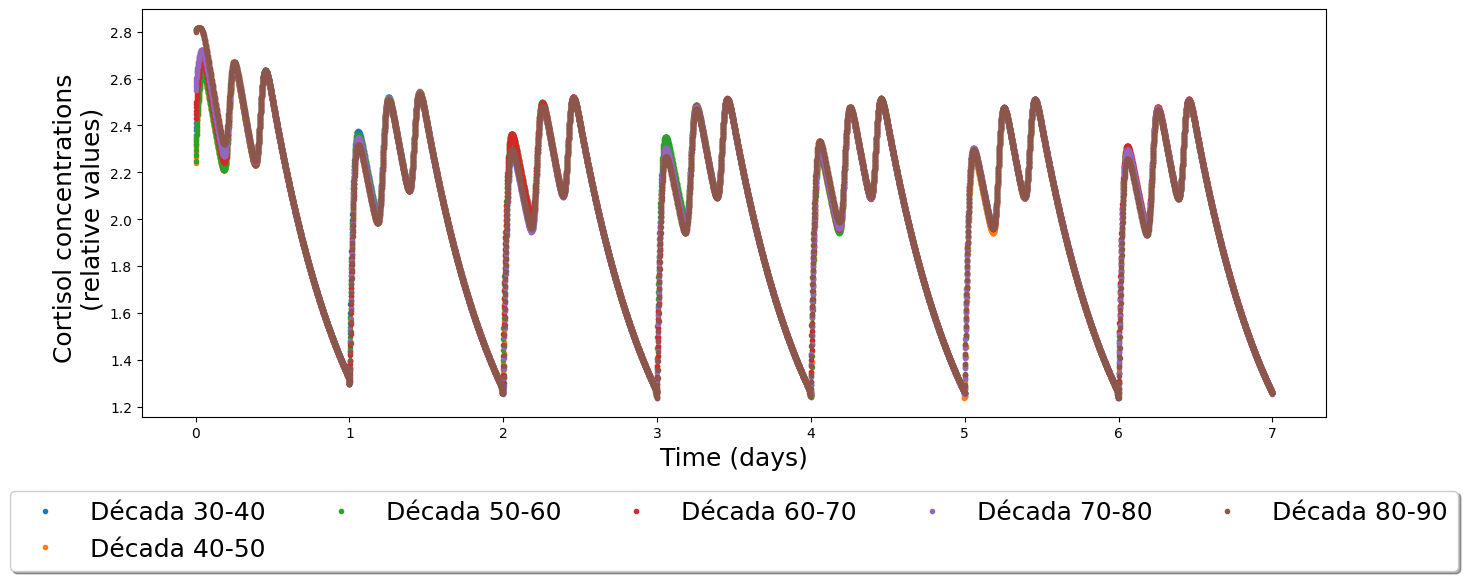 Cortisol concentrations
(relative values)
2.8
2.6
2.4
2.2
2.0
1.8
1.6
1.4
1.2
0 1 2 3 4 5 6 7
Time (days)
Década 30-40 Década 50-60 Década 60-70 Década 70-80 Década 80-90
Década 40-50